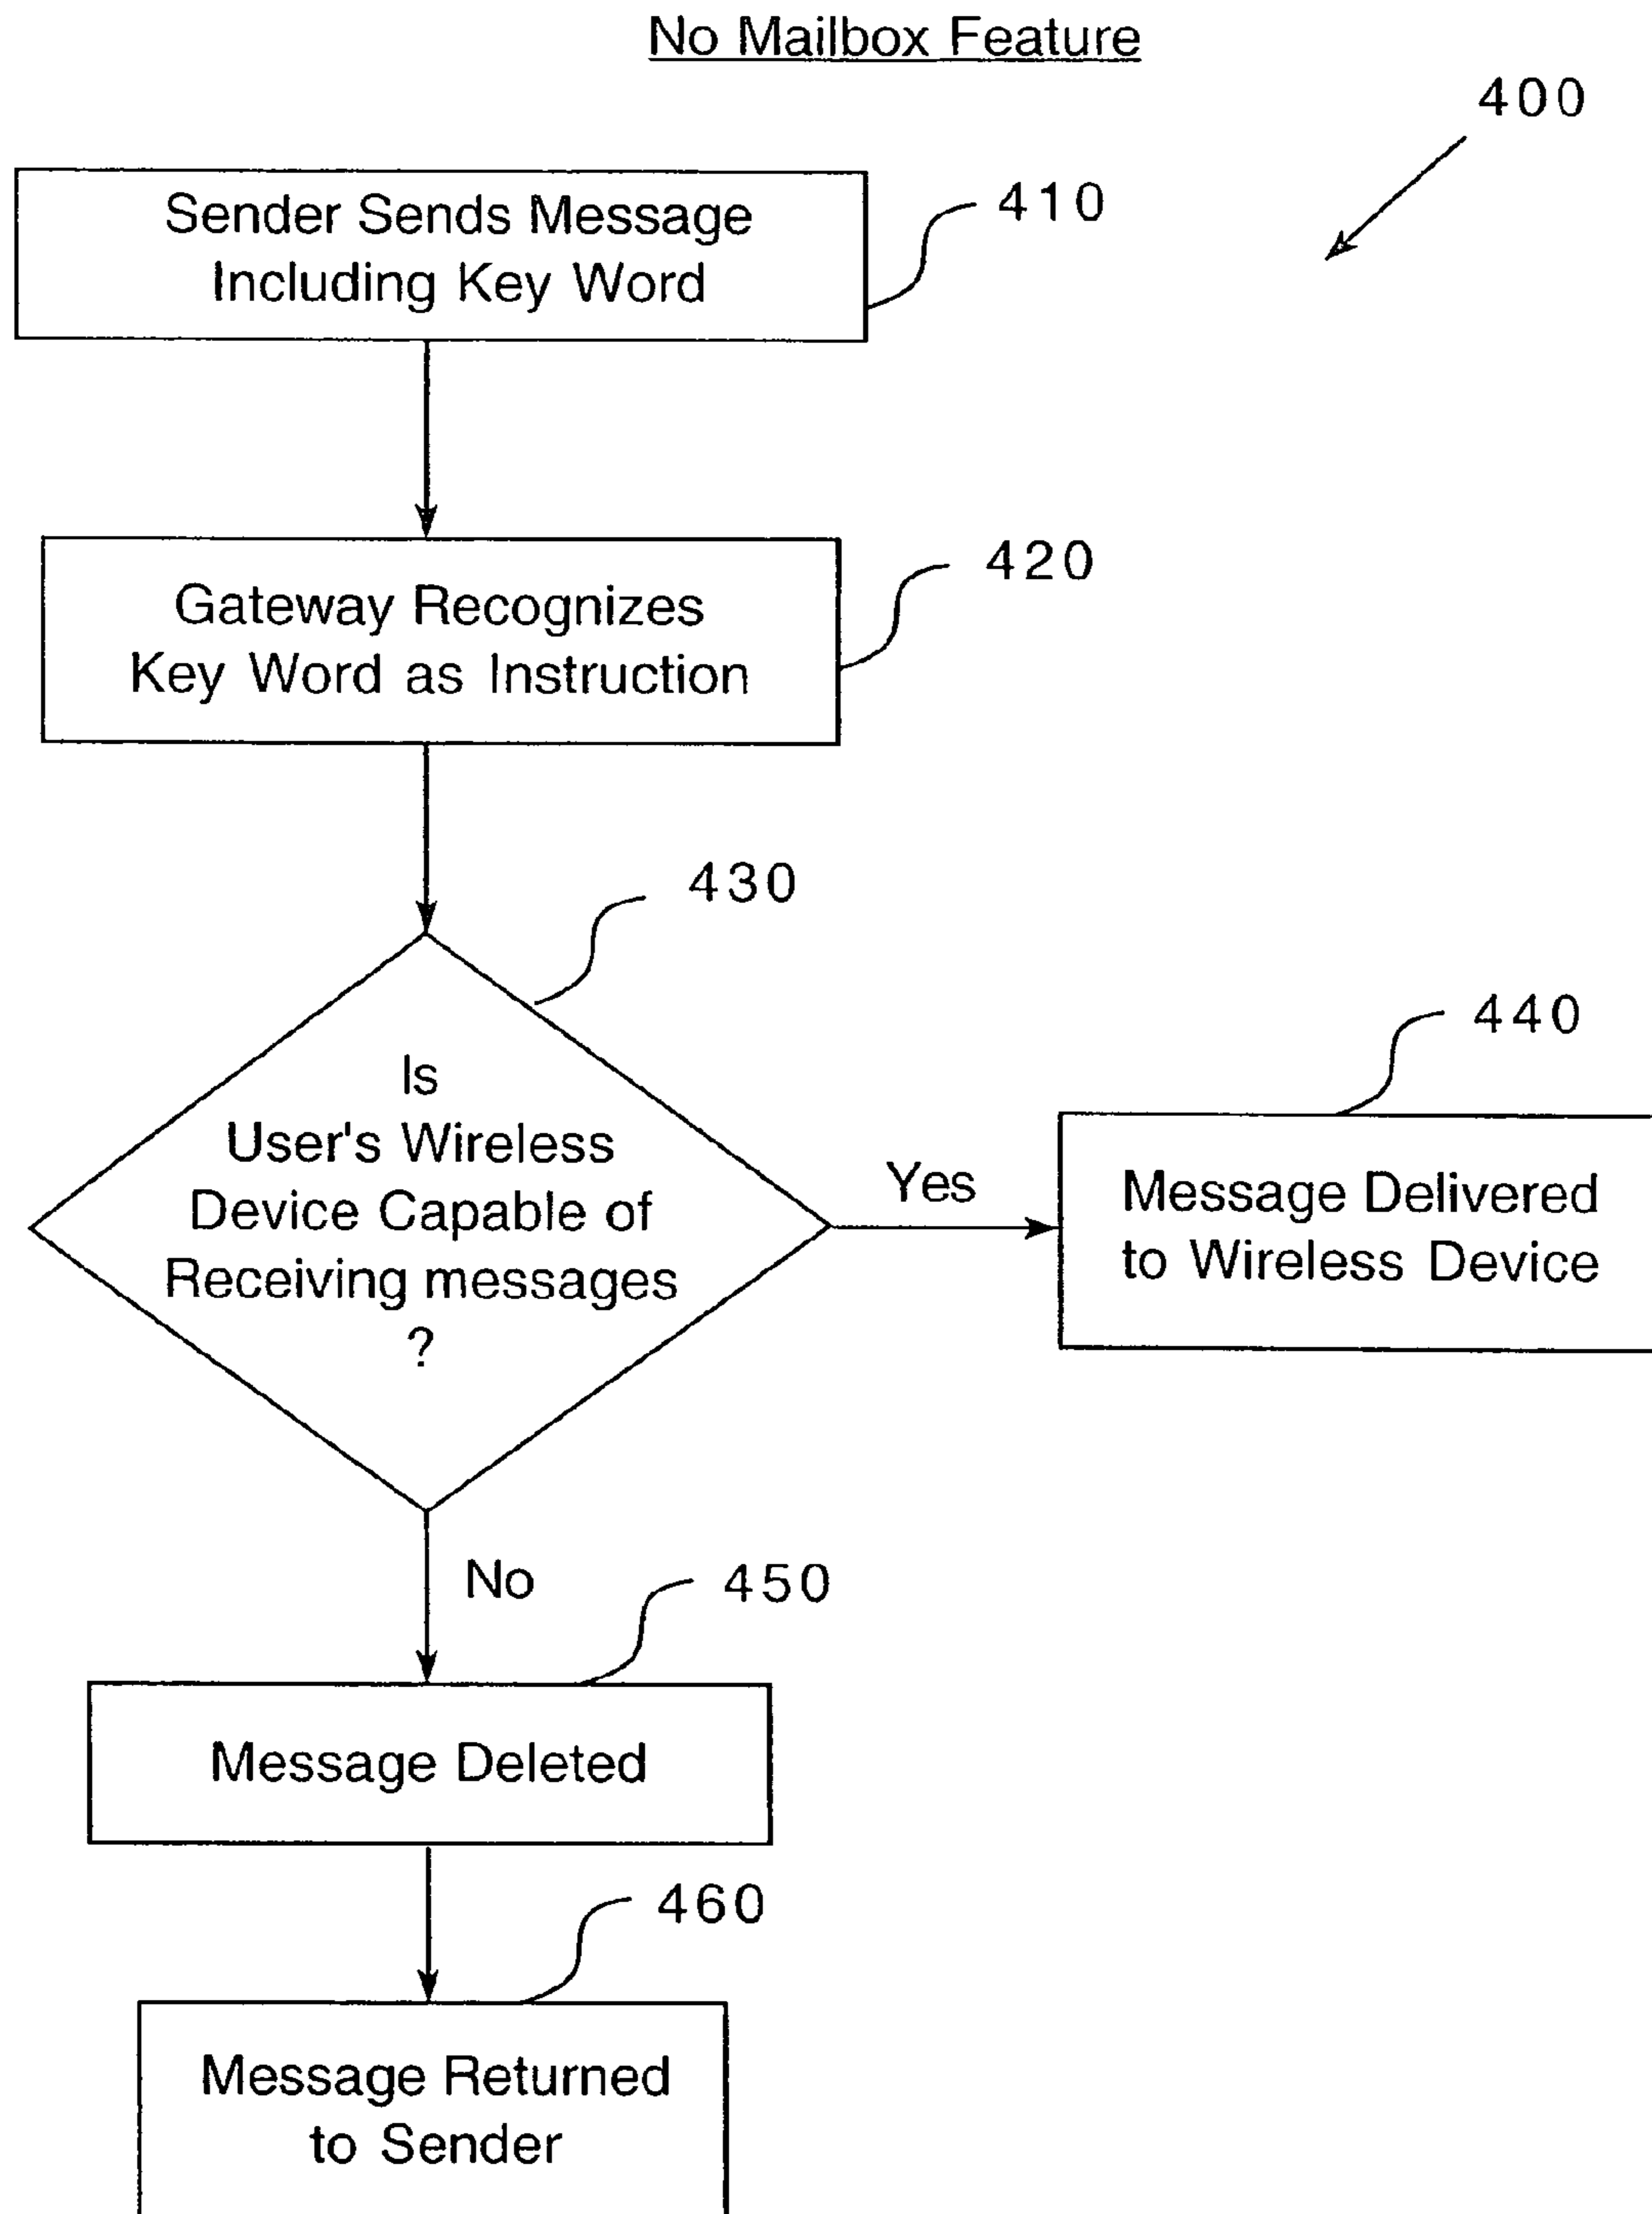 No Mailbox Feature
400
Sender Sends Message
Including Key Word
410
Gateway Recognizes
Key Word as Instruction
420
430
Is
User's Wireless
Device Capable of
Receiving messages
?
Yes
440
Message Delivered
to Wireless Device
No
450
Message Deleted
460
Message Returned
to Sender